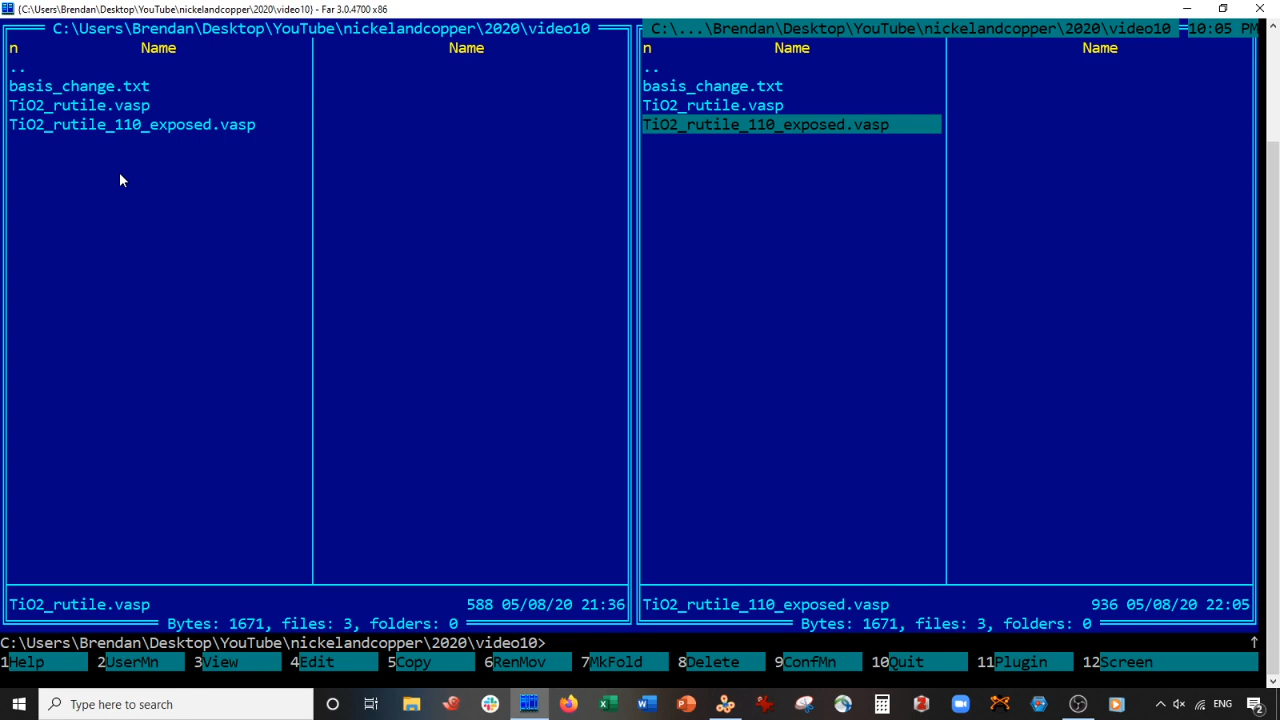 {C:\Users\Brendan\Desktop\YouTube\nickelandcopper\2020\video10} - Far 3.0.4700 x86
C:\Users\Brendan\Desktop\YouTube\nickelandcopper\2020\video10
n Name Name
..
basis_change.txt
TiO2_rutile.vasp
TiO2_rutile_110_exposed.vasp
TiO2_rutile.vasp 588 05/08/20 21:36
Bytes: 1671, files: 3, folders: 0
C:\...\Brendan\Desktop\YouTube\nickelandcopper\2020\video10 10:05 PM
n Name Name
..
basis_change.txt
TiO2_rutile.vasp
TiO2_rutile_110_exposed.vasp
TiO2_rutile_110_exposed.vasp 936 05/08/20 22:05
Bytes: 1671, files: 3, folders: 0
C:\Users\Brendan\Desktop\YouTube\nickelandcopper\2020\video10>
1Help 2UserMn 3View 4Edit 5Copy 6RenMov 7MkFold 8Delete 9ConfMn 10Quit 11Plugin 12Screen
Type here to search
ENG
2